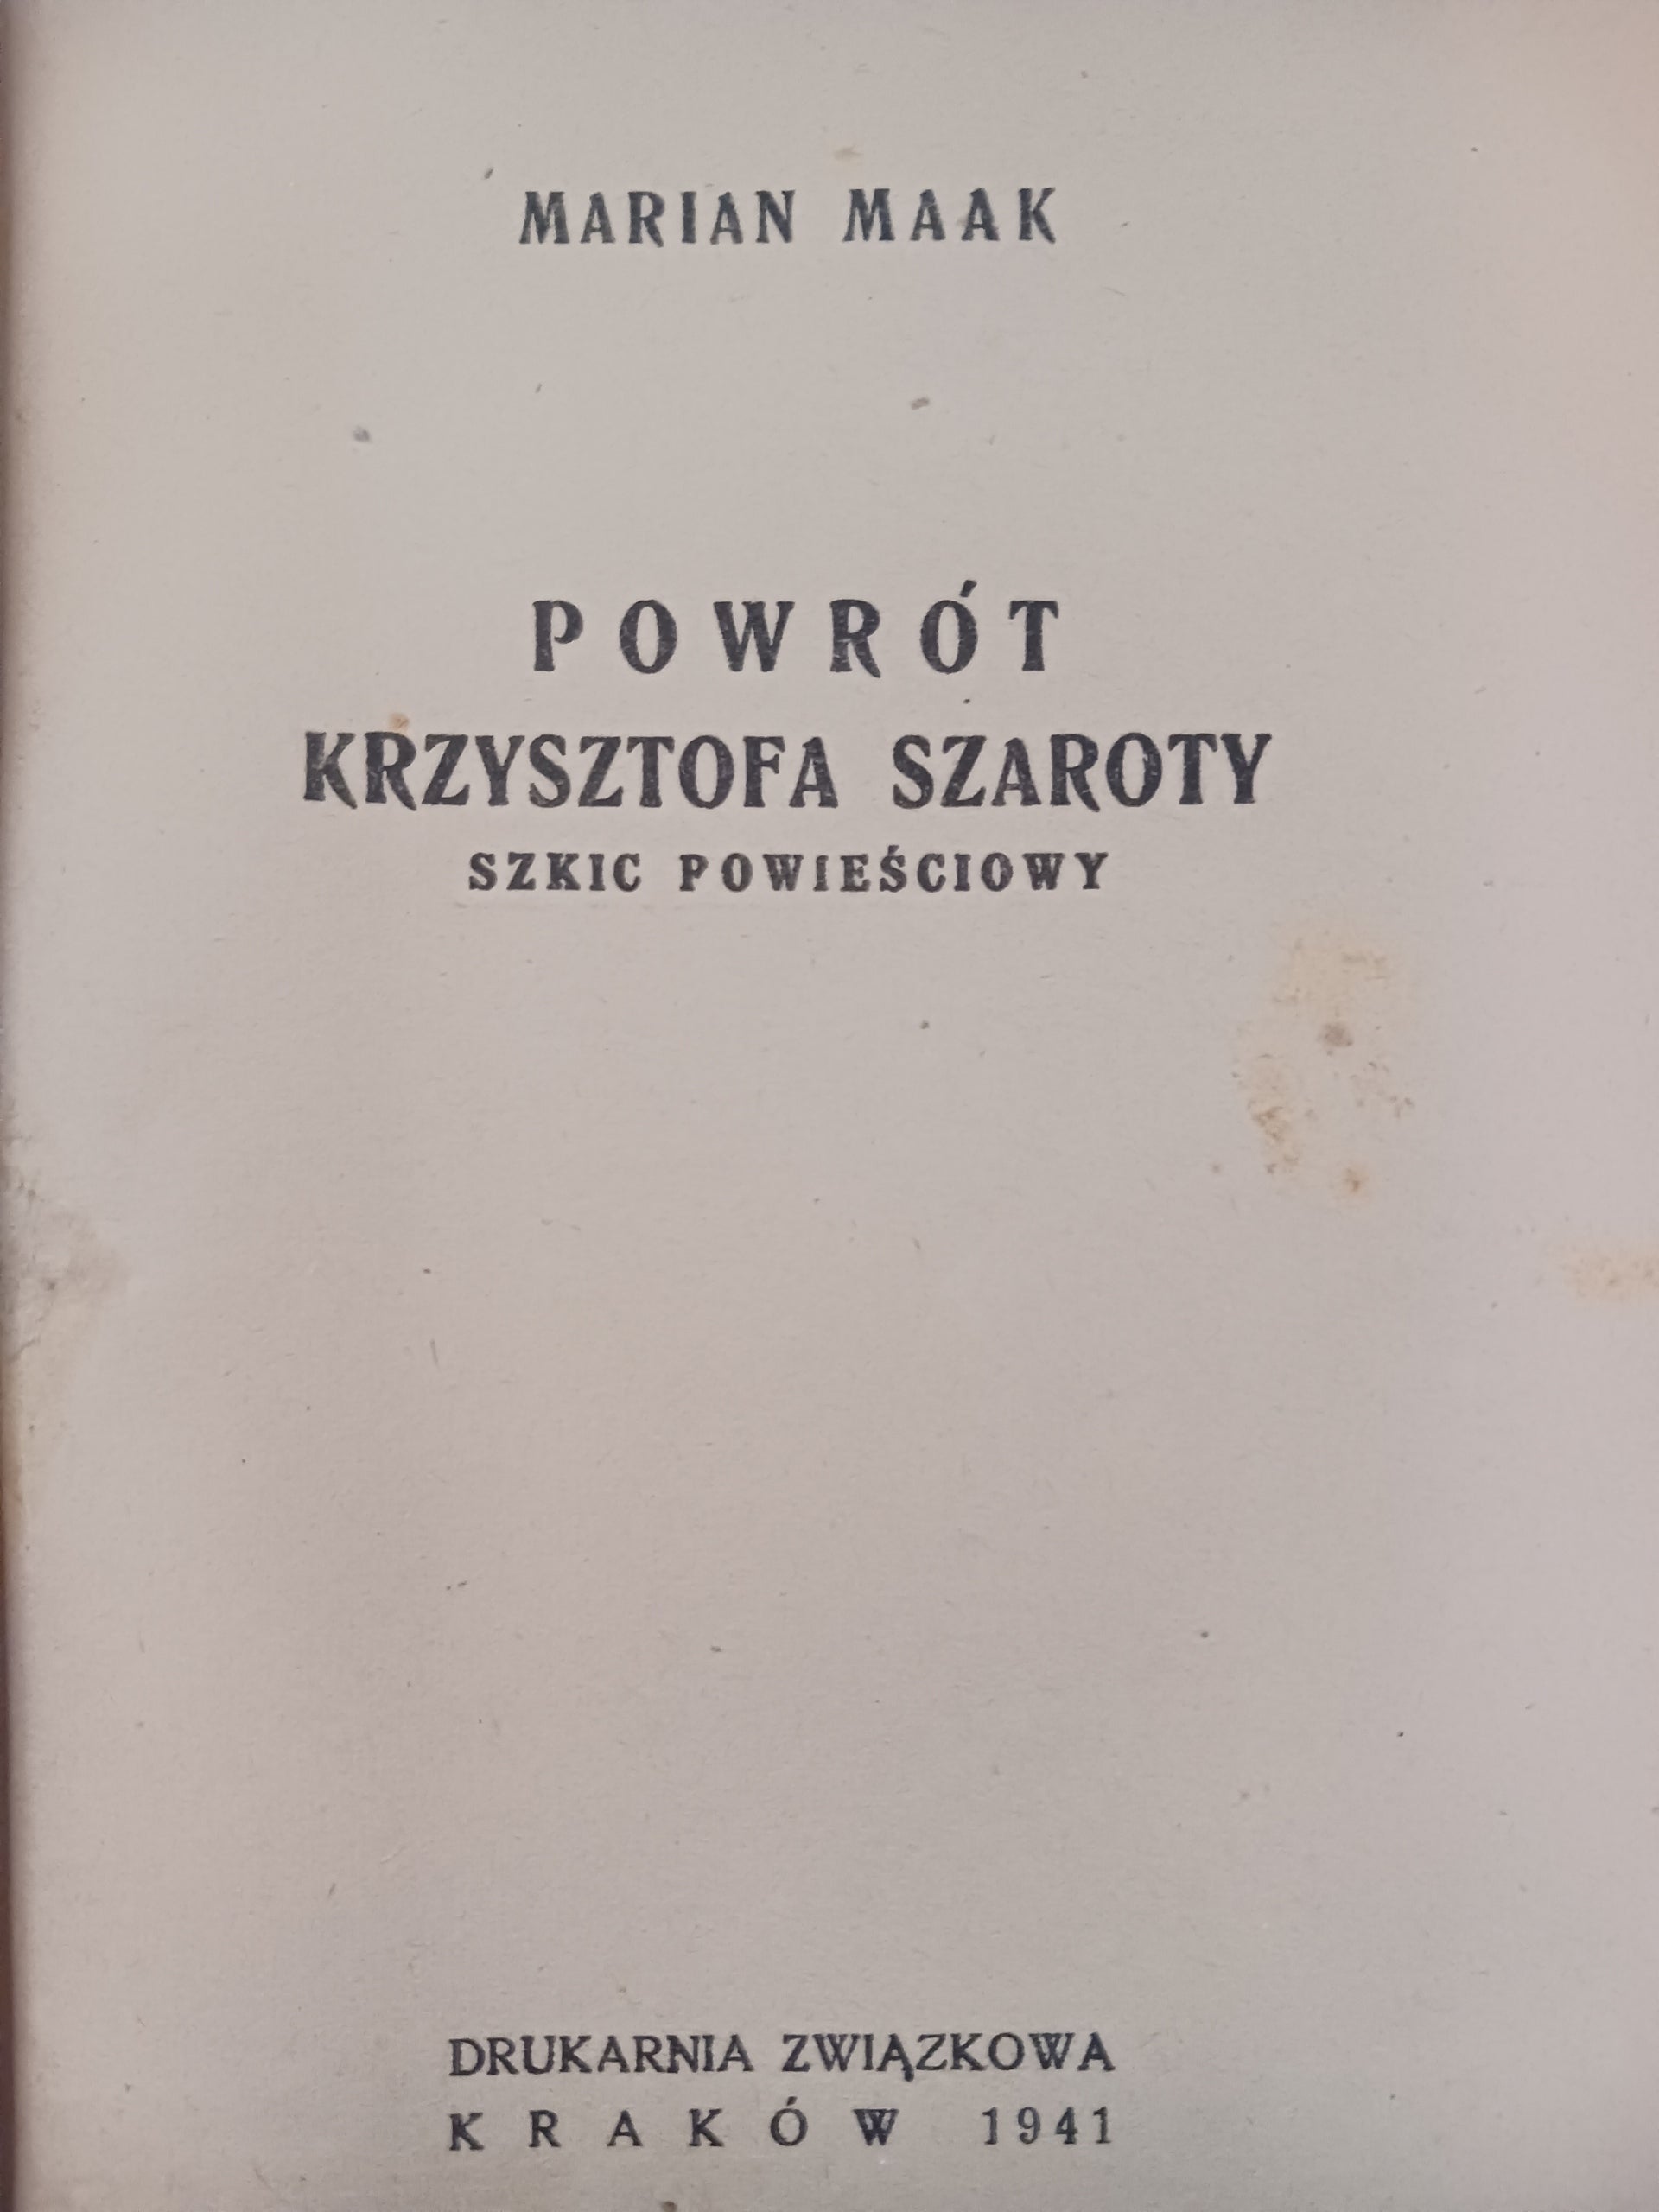 MARIAN MAAK
POWRÓT
KRZYSZTOFA SZAROTY
SZKIC POWIEŚCIOWY
DRUKARNIA ZWIĄZKOWA
KRAKÓW 1941